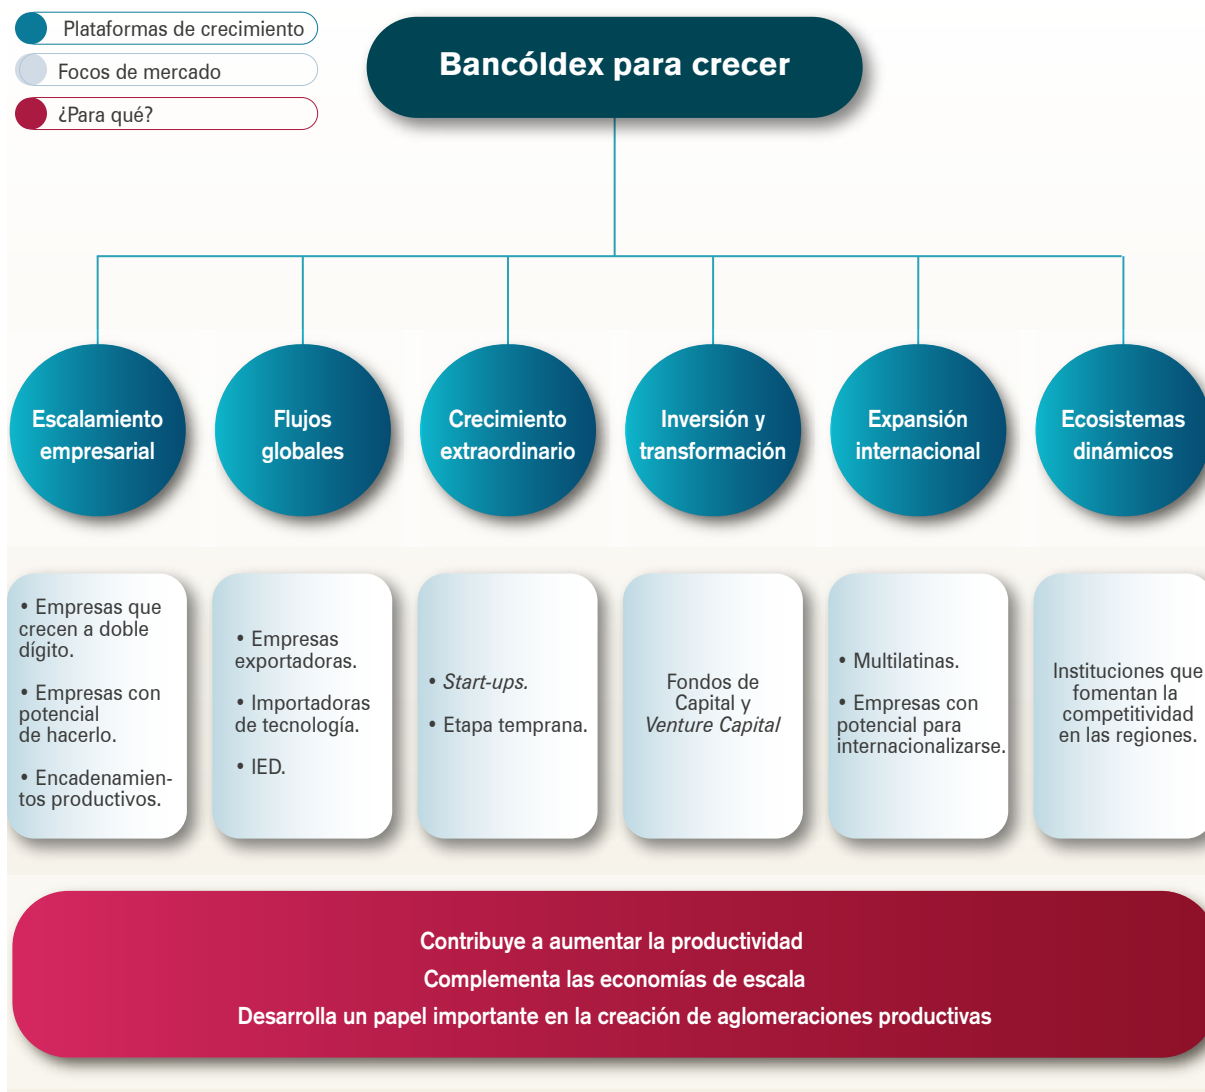 Plataformas de crecimiento
Focos de mercado
¿Para qué?
Bancóldex para crecer
Escalamiento
empresarial
Flujos
globales
Crecimiento
extraordinario
Inversión y
transformación
Expansión
internacional
Ecosistemas
dinámicos
• Empresas que
crecen a doble
dígito.
• Empresas con
potencial
de hacerlo.
• Encadenamien-
tos productivos.
• Empresas
exportadoras.
• Importadoras
de tecnología.
• IED.
• Start-ups.
• Etapa temprana.
Fondos de
Capital y
Venture Capital
• Multilatinas.
• Empresas con
potencial para
internacionalizarse.
Instituciones que
fomentan la
competitividad
en las regiones.
Contribuye a aumentar la productividad
Complementa las economías de escala
Desarrolla un papel importante en la creación de aglomeraciones productivas